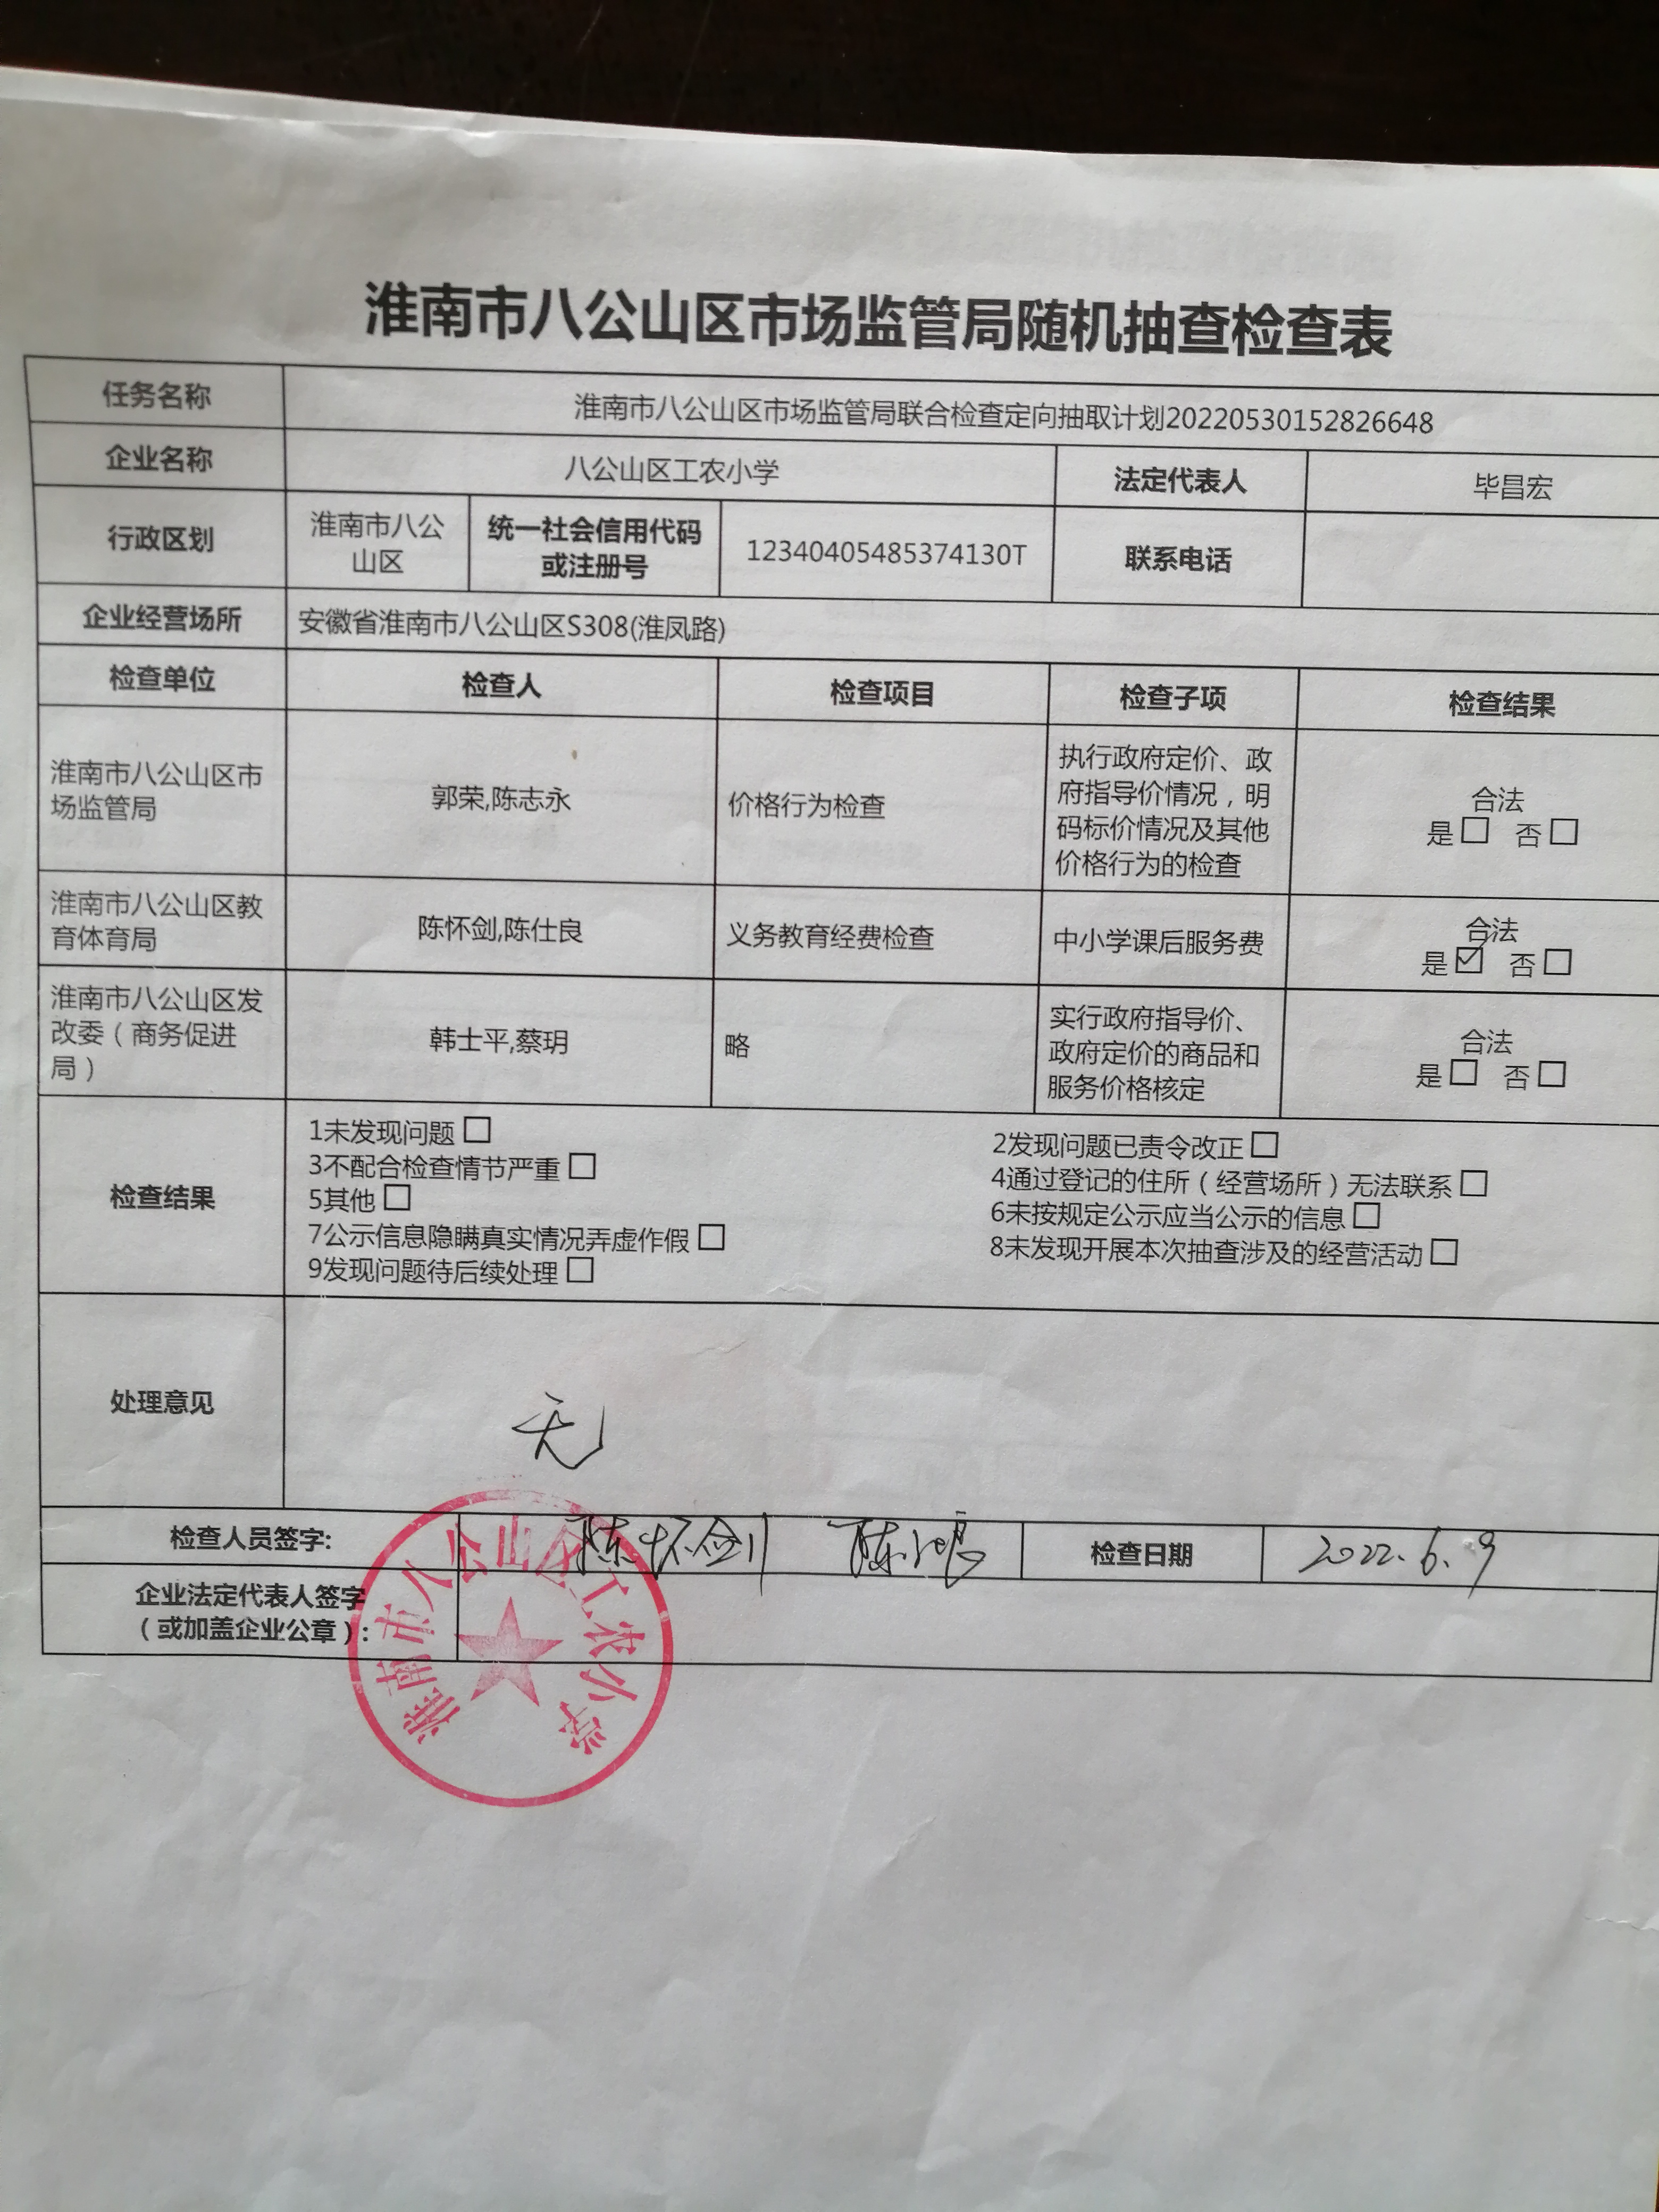 淮南市八公山区市场监管局随机抽查检查表
任务名称 淮南市八公山区市场监管局联合检查定向抽取计划20220530152826648
企业名称 八公山区工农小学 法定代表人 毕昌宏
行政区划 淮南市八公 统一社会信用代码 12340405485374130T 联系电话
山区 或注册号
企业经营场所 安徽省淮南市八公山区S308(淮凤路)
检查单位 检查人 检查项目 检查子项 检查结果
淮南市八公山区市
场监管局
郭荣,陈志永
价格行为检查
执行政府定价、政
府指导价情况，明
码标价情况及其他
价格行为的检查
合法
是☐ 否☐
淮南市八公山区教
育体育局
陈怀剑,陈仕良
义务教育经费检查
中小学课后服务费
合法
是☑ 否☐
淮南市八公山区发
改委（商务促进
局）
韩士平,蔡玥
略
实行政府指导价、
政府定价的商品和
服务价格核定
合法
是☐ 否☐
检查结果
1未发现问题☐ 2发现问题已责令改正☐
3不配合检查情节严重☐ 4通过登记的住所（经营场所）无法联系☐
5其他☐ 6未按规定公示应当公示的信息☐
7公示信息隐瞒真实情况弄虚作假☐ 8未发现开展本次抽查涉及的经营活动☐
9发现问题待后续处理☐
处理意见
无
检查人员签字: 陈怀剑 陈仕良 检查日期 2022.6.9
企业法定代表人签字
（或加盖企业公章）:
淮南市八公山区工农小学